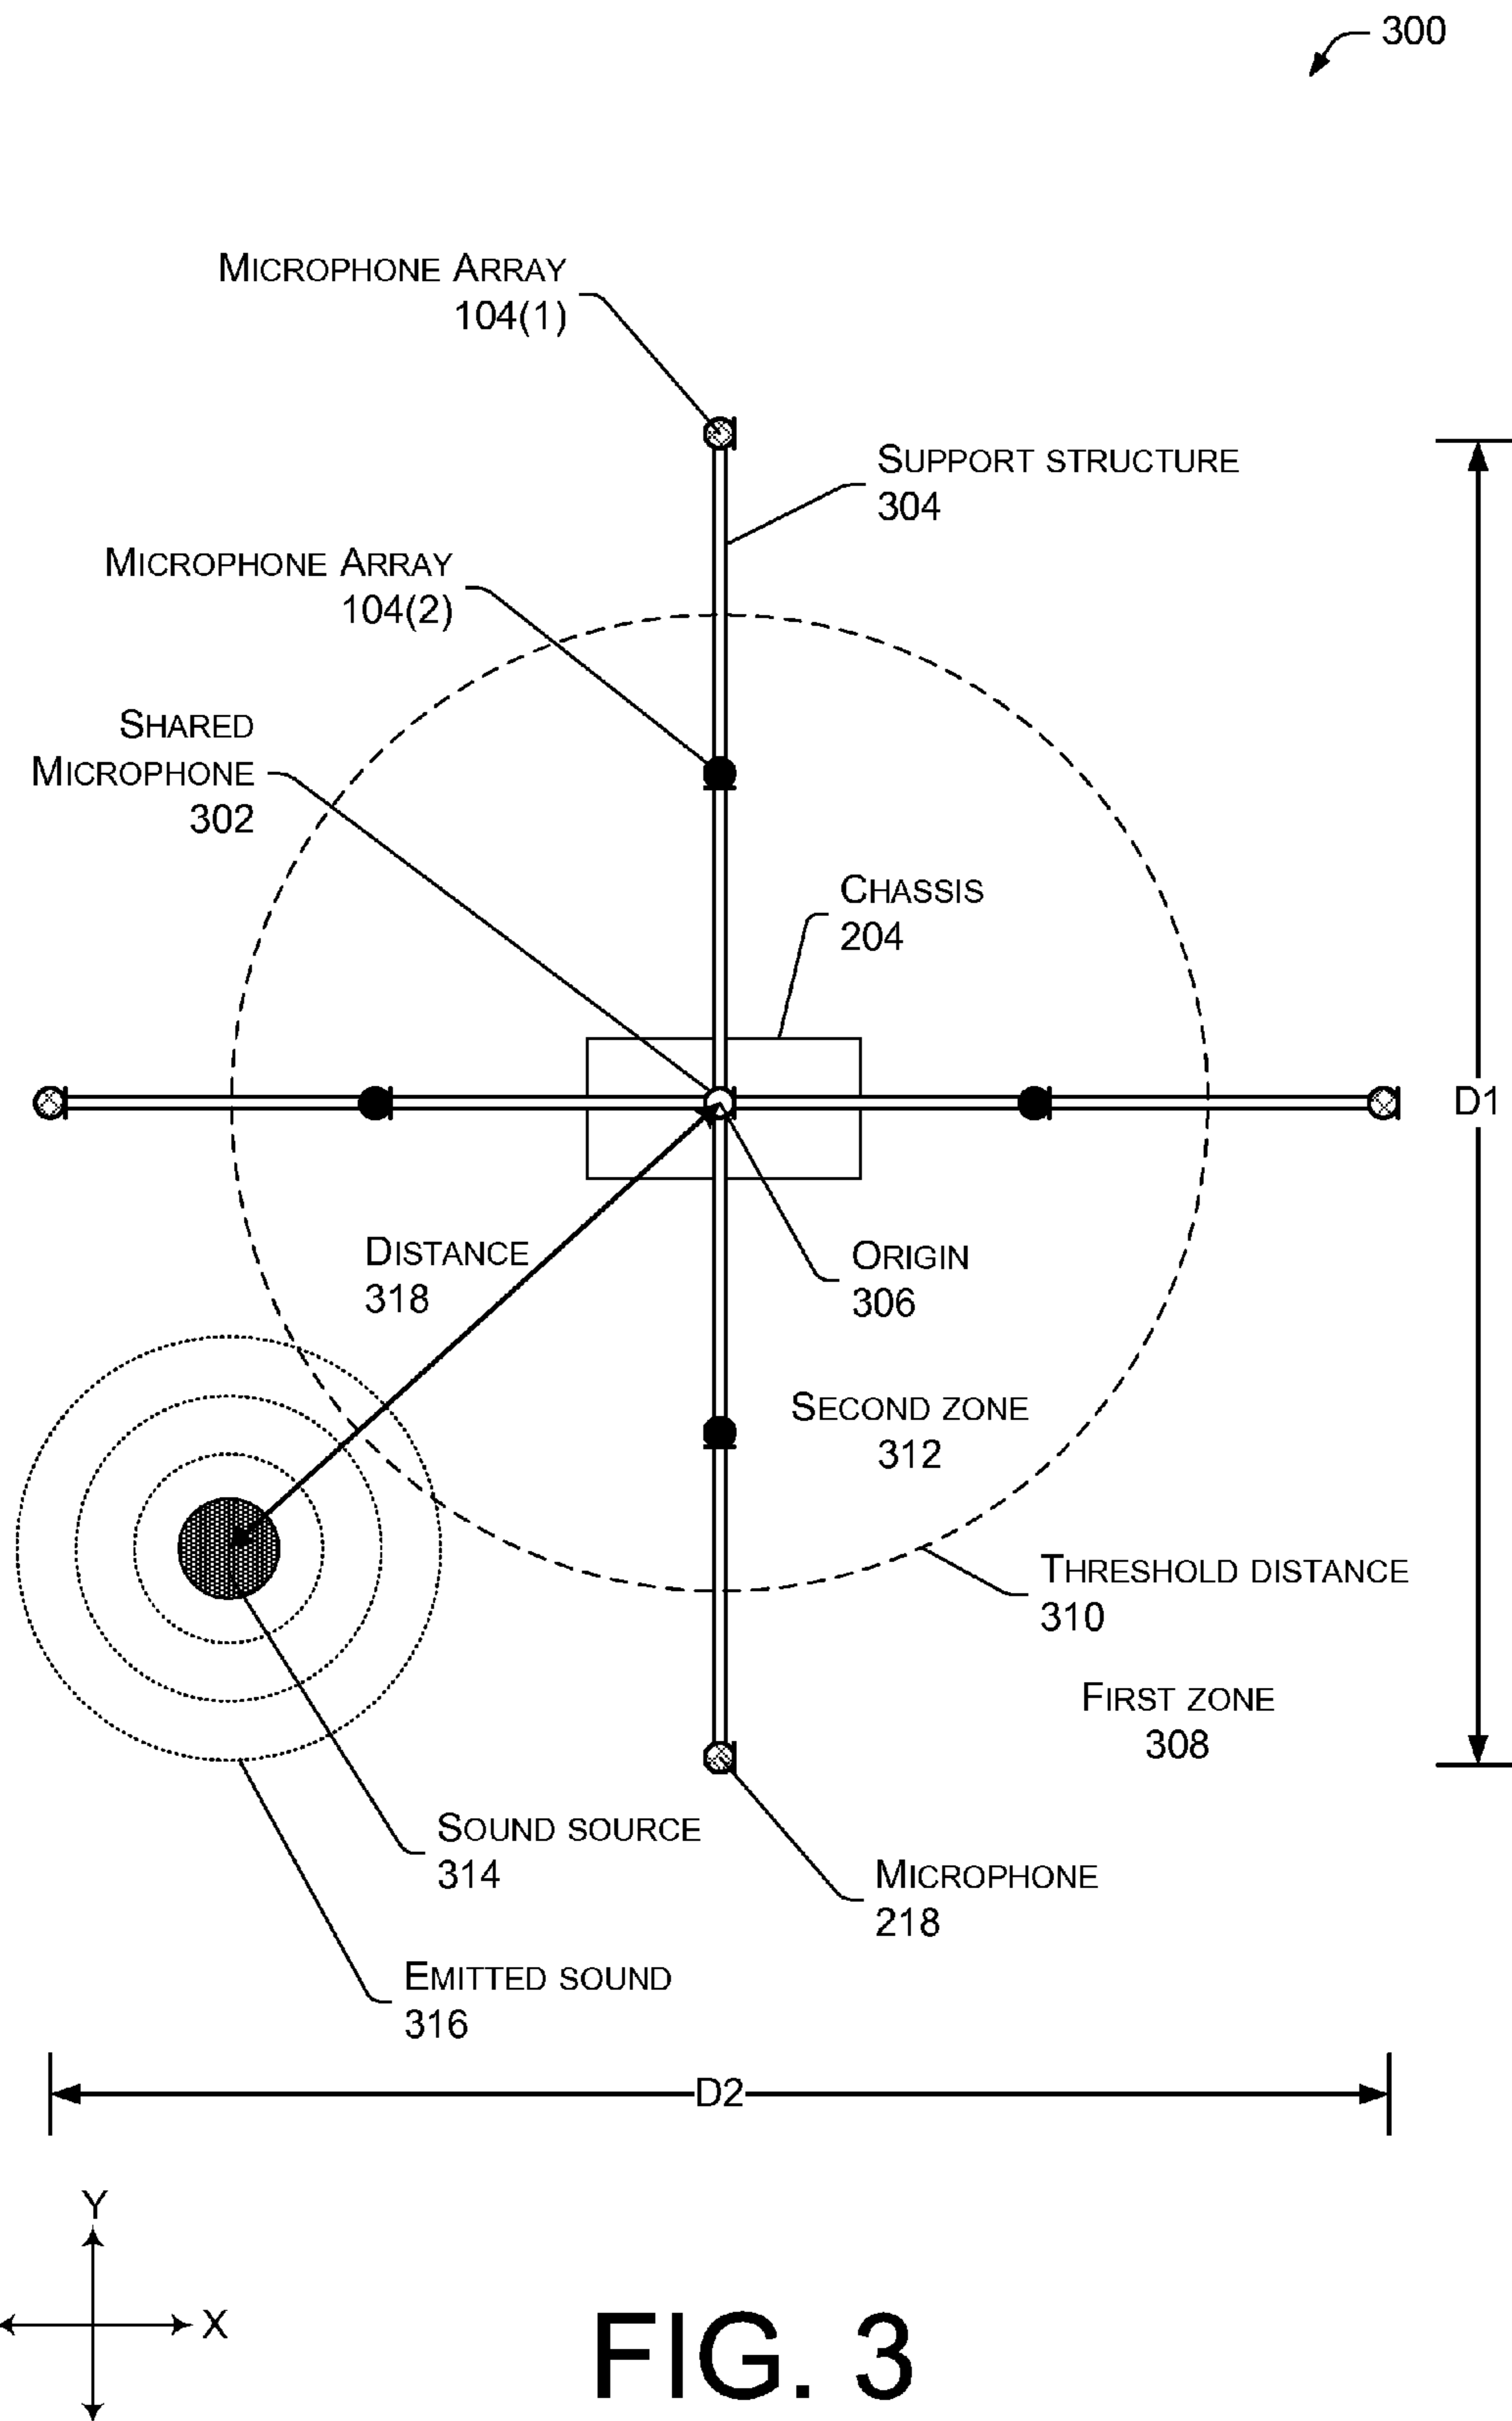 300
MICROPHONE ARRAY
104(1)
SUPPORT STRUCTURE
304
MICROPHONE ARRAY
104(2)
SHARED
MICROPHONE
302
CHASSIS
204
D1
DISTANCE
318
ORIGIN
306
SECOND ZONE
312
THRESHOLD DISTANCE
310
FIRST ZONE
308
SOUND SOURCE
314
MICROPHONE
218
EMITTED SOUND
316
D2
Y
X
FIG. 3